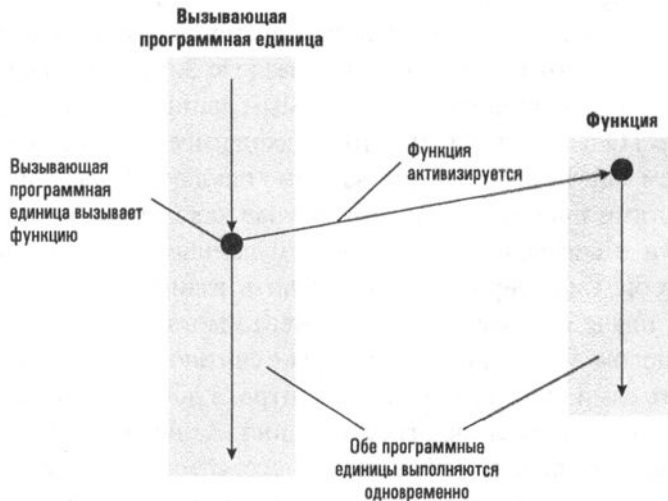 Вызывающая
программная единица
Функция
Функция
активизируется
Вызывающая
программная
единица вызывает
функцию
Обе программные
единицы выполняются
одновременно